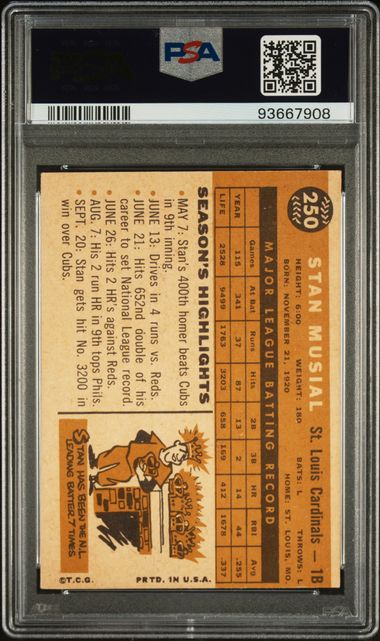 PSA
93667908
250
STAN MUSIAL St. Louis Cardinals — 1B
HEIGHT: 6:00 WEIGHT: 180 BATS: L THROWS: L
BORN: NOVEMBER 21, 1920 HOME: ST. LOUIS, MO.
MAJOR LEAGUE BATTING RECORD
Games At Bat Runs Hits 2B 3B HR RBI Avg
YEAR 115 341 37 87 13 2 14 44 .255
LIFE 2528 9499 1763 3203 658 169 412 1678 .337
SEASON'S HIGHLIGHTS
• MAY 7: Stan's 400th homer beats Cubs
in 9th inning.
• JUNE 13: Drives in 4 runs vs. Reds.
• JUNE 21: Hits 652nd double of his
career to set National League record.
• JUNE 26: Hits 2 HR's against Reds.
• AUG. 7: His 2 run HR in 9th tops Phils.
• SEPT. 20: Stan gets hit No. 3200 in
win over Cubs.
STAN HAS BEEN THE N.L.
LEADING BATTER 7 TIMES.
© T.C.G. PRTD. IN U.S.A.